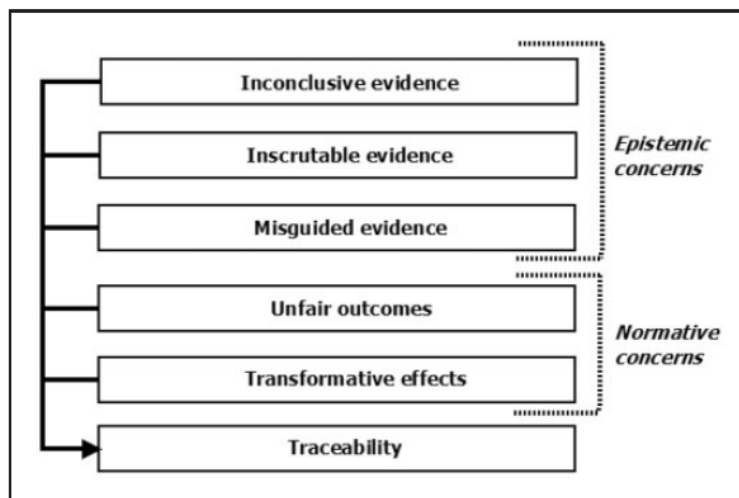 Inconclusive evidence
Inscrutable evidence
Epistemic
concerns
Misguided evidence
Unfair outcomes
Normative
concerns
Transformative effects
Traceability